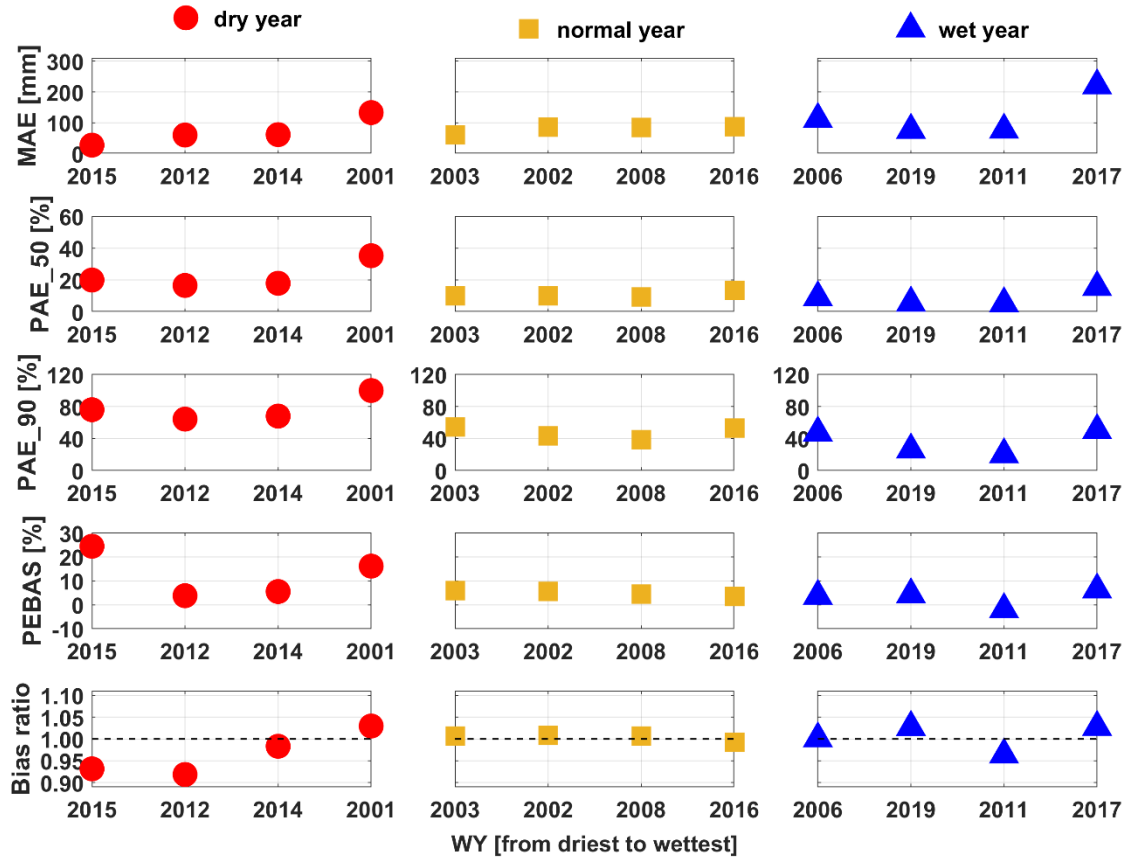 dry year normal year wet year
MAE [mm]
300
200
100
0
2015 2012 2014 2001 2003 2002 2008 2016 2006 2019 2011 2017
PAE_50 [%]
60
40
20
0
2015 2012 2014 2001 2003 2002 2008 2016 2006 2019 2011 2017
PAE_90 [%]
120 120 120
80 80 80
40 40 40
0 0 0
2015 2012 2014 2001 2003 2002 2008 2016 2006 2019 2011 2017
PEBAS [%]
30
20
10
0
-10
2015 2012 2014 2001 2003 2002 2008 2016 2006 2019 2011 2017
Bias ratio
1.10
1.05
1.00
0.95
0.90
2015 2012 2014 2001 2003 2002 2008 2016 2006 2019 2011 2017
WY [from driest to wettest]